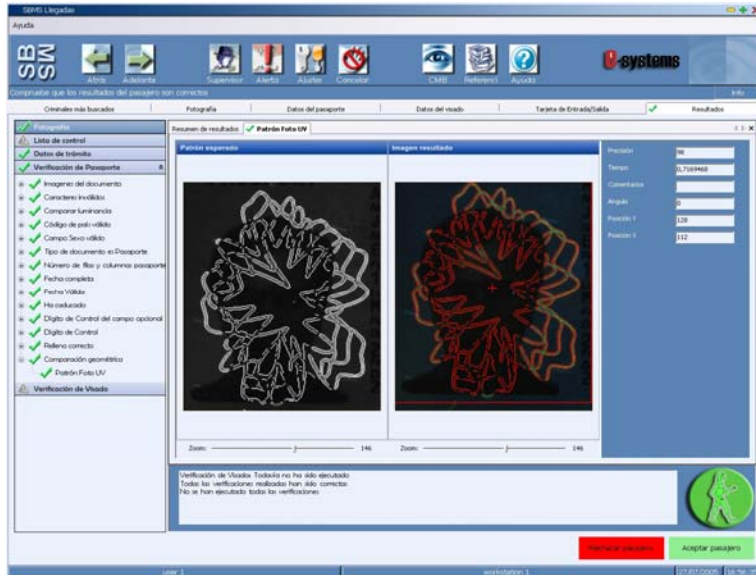 SBMS Llegadas
Ayuda
SB
MS
Atrás Adelante Supervisor Alerta Ajustes Cancelar CMB Referenci Ayuda
-systems
Compruebe que los resultados del pasajero son correctos Info
Criminales más buscados Fotografía Datos del pasaporte Datos del visado Tarjeta de Entrada/Salida Resultados
Fotografía
Lista de control
Datos de trámite
Verificación de Pasaporte
Imagenes del documento
Caracteres inválidos
Comparar luminancia
Código de país válido
Campo Sexo válido
Tipo de documento es Pasaporte
Número de filas y columnas pasaporte
Fecha completa
Fecha Válida
Ha caducado
Dígito de Control del campo opcional
Dígito de Control
Relleno correcto
Comparación geométrica
Patrón Foto UV
Verificación de Visado
Resumen de resultados Patrón Foto UV
Patrón esperado Imagen resultado
Zoom: 146 Zoom: 146
Precisión 98
Tiempo 0,7169468
Comentarios
Angulo 0
Posición Y 128
Posición X 112
Verificación de Visado: Todavía no ha sido ejecutado
Todas las verificaciones realizadas han sido correctas
No se han ejecutado todas las verificaciones
Rechazar pasajero Aceptar pasajero
user 1 workstation 1 27/07/2005